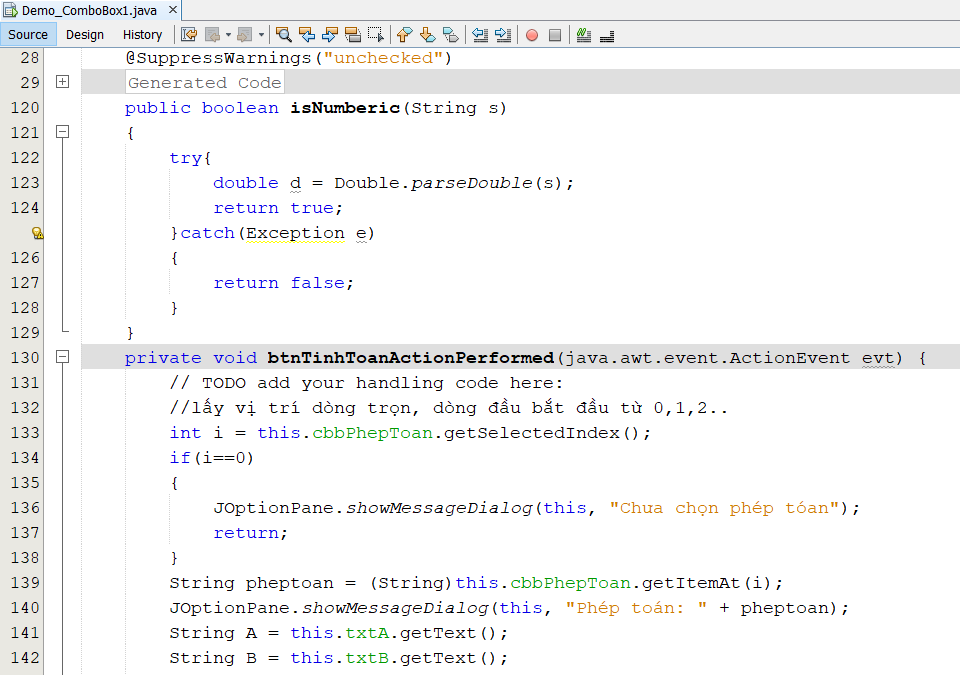 Demo_ComboBox1.java
Source Design History
28 @SuppressWarnings("unchecked")
29 Generated Code
120 public boolean isNumberic(String s)
121 {
122 try{
123 double d = Double.parseDouble(s);
124 return true;
}catch(Exception e)
126 {
127 return false;
128 }
129 }
130 private void btnTinhToanActionPerformed(java.awt.event.ActionEvent evt) {
131 // TODO add your handling code here:
132 //lấy vị trí dòng trọn, dòng đầu bắt đầu từ 0,1,2..
133 int i = this.cbbPhepToan.getSelectedIndex();
134 if(i==0)
135 {
136 JOptionPane.showMessageDialog(this, "Chưa chọn phép tóan");
137 return;
138 }
139 String pheptoan = (String)this.cbbPhepToan.getItemAt(i);
140 JOptionPane.showMessageDialog(this, "Phép toán: " + pheptoan);
141 String A = this.txtA.getText();
142 String B = this.txtB.getText();